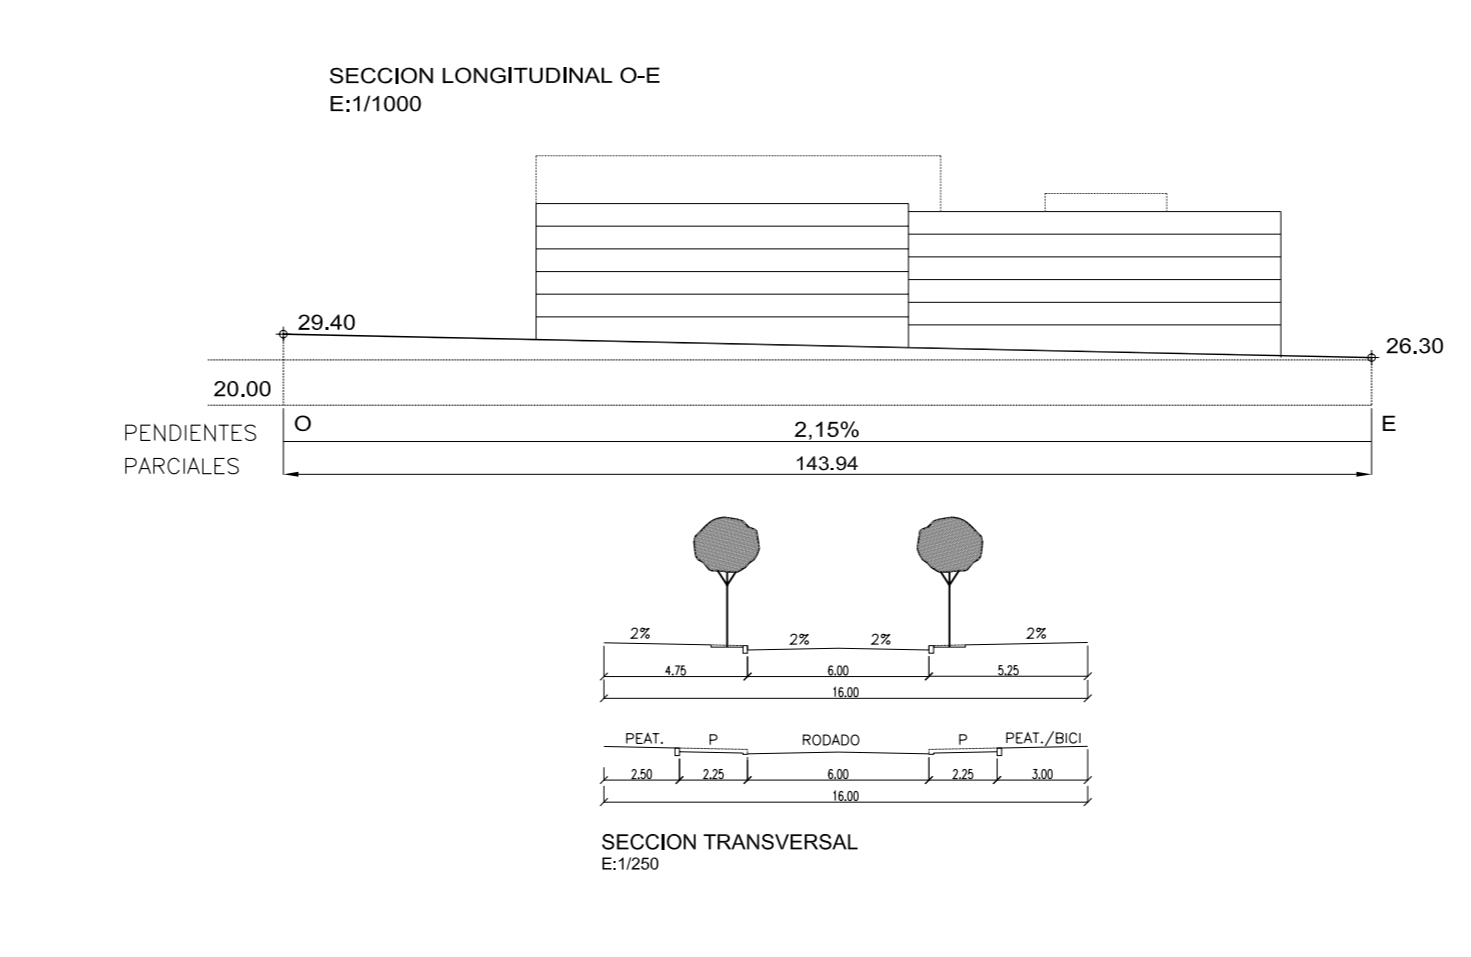 SECCION LONGITUDINAL O-E
E:1/1000
29.40
26.30
20.00
PENDIENTES O 2,15% E
PARCIALES 143.94
2% 2% 2% 2%
4.75 6.00 5.25
16.00
PEAT. P RODADO P PEAT./BICI
2.50 2.25 6.00 2.25 3.00
16.00
SECCION TRANSVERSAL
E:1/250